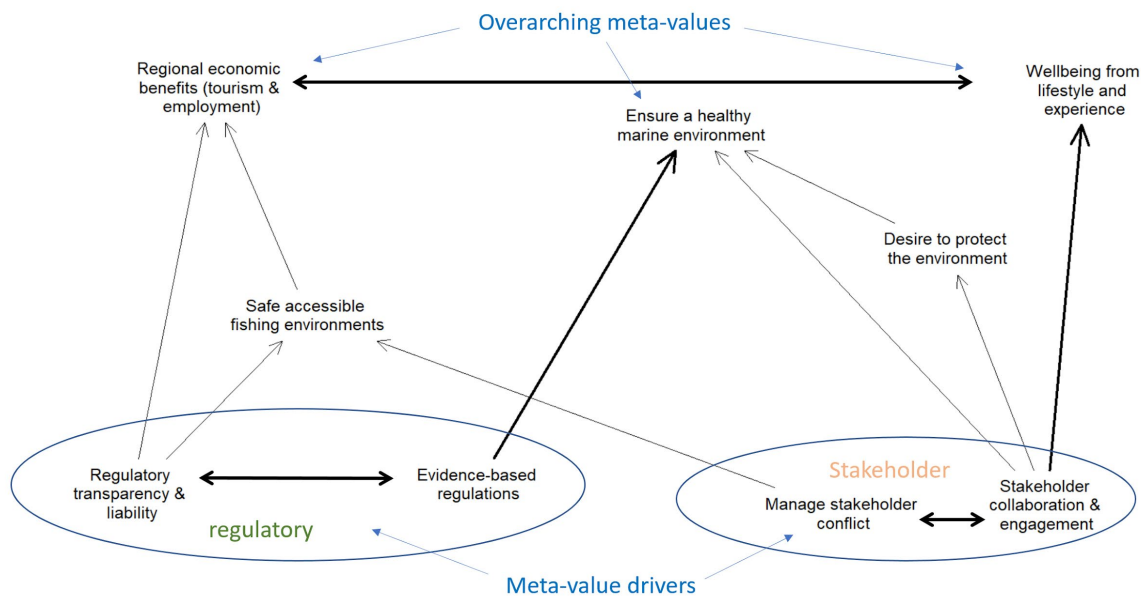 Overarching meta-values
Regional economic
benefits (tourism &
employment)
Wellbeing from
lifestyle and
experience
Ensure a healthy
marine environment
Desire to protect
the environment
Safe accessible
fishing environments
Regulatory
transparency &
liability
Evidence-based
regulations
regulatory
Stakeholder
Manage stakeholder
conflict
Stakeholder
collaboration &
engagement
Meta-value drivers